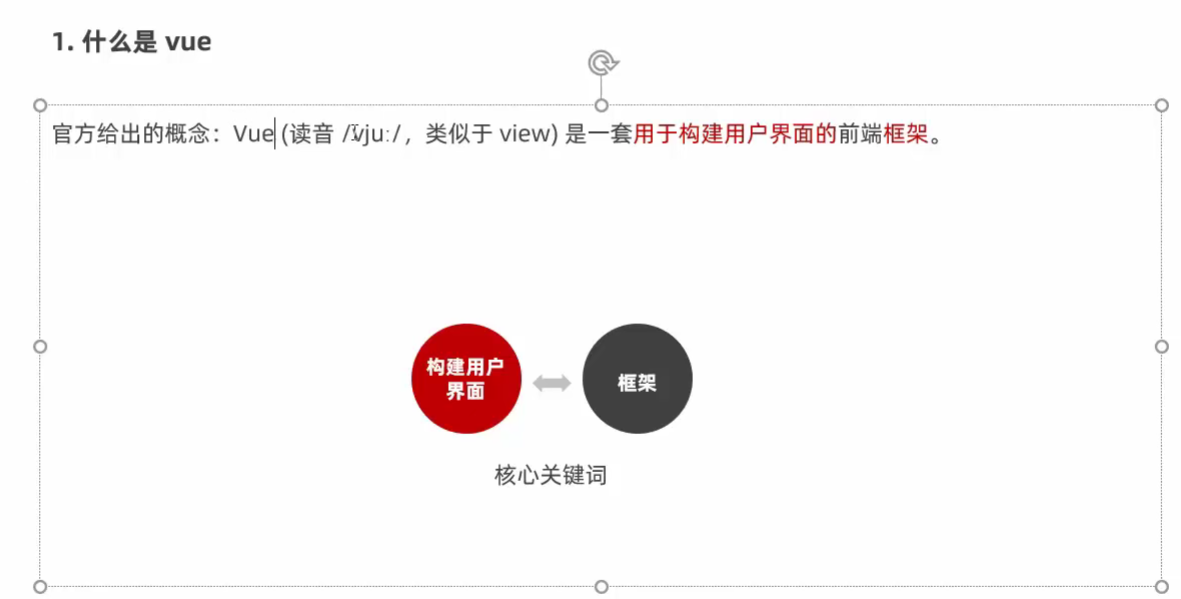 1. 什么是 vue
官方给出的概念：Vue (读音 /vjuː/，类似于 view) 是一套用于构建用户界面的前端框架。
构建用户
界面
框架
核心关键词